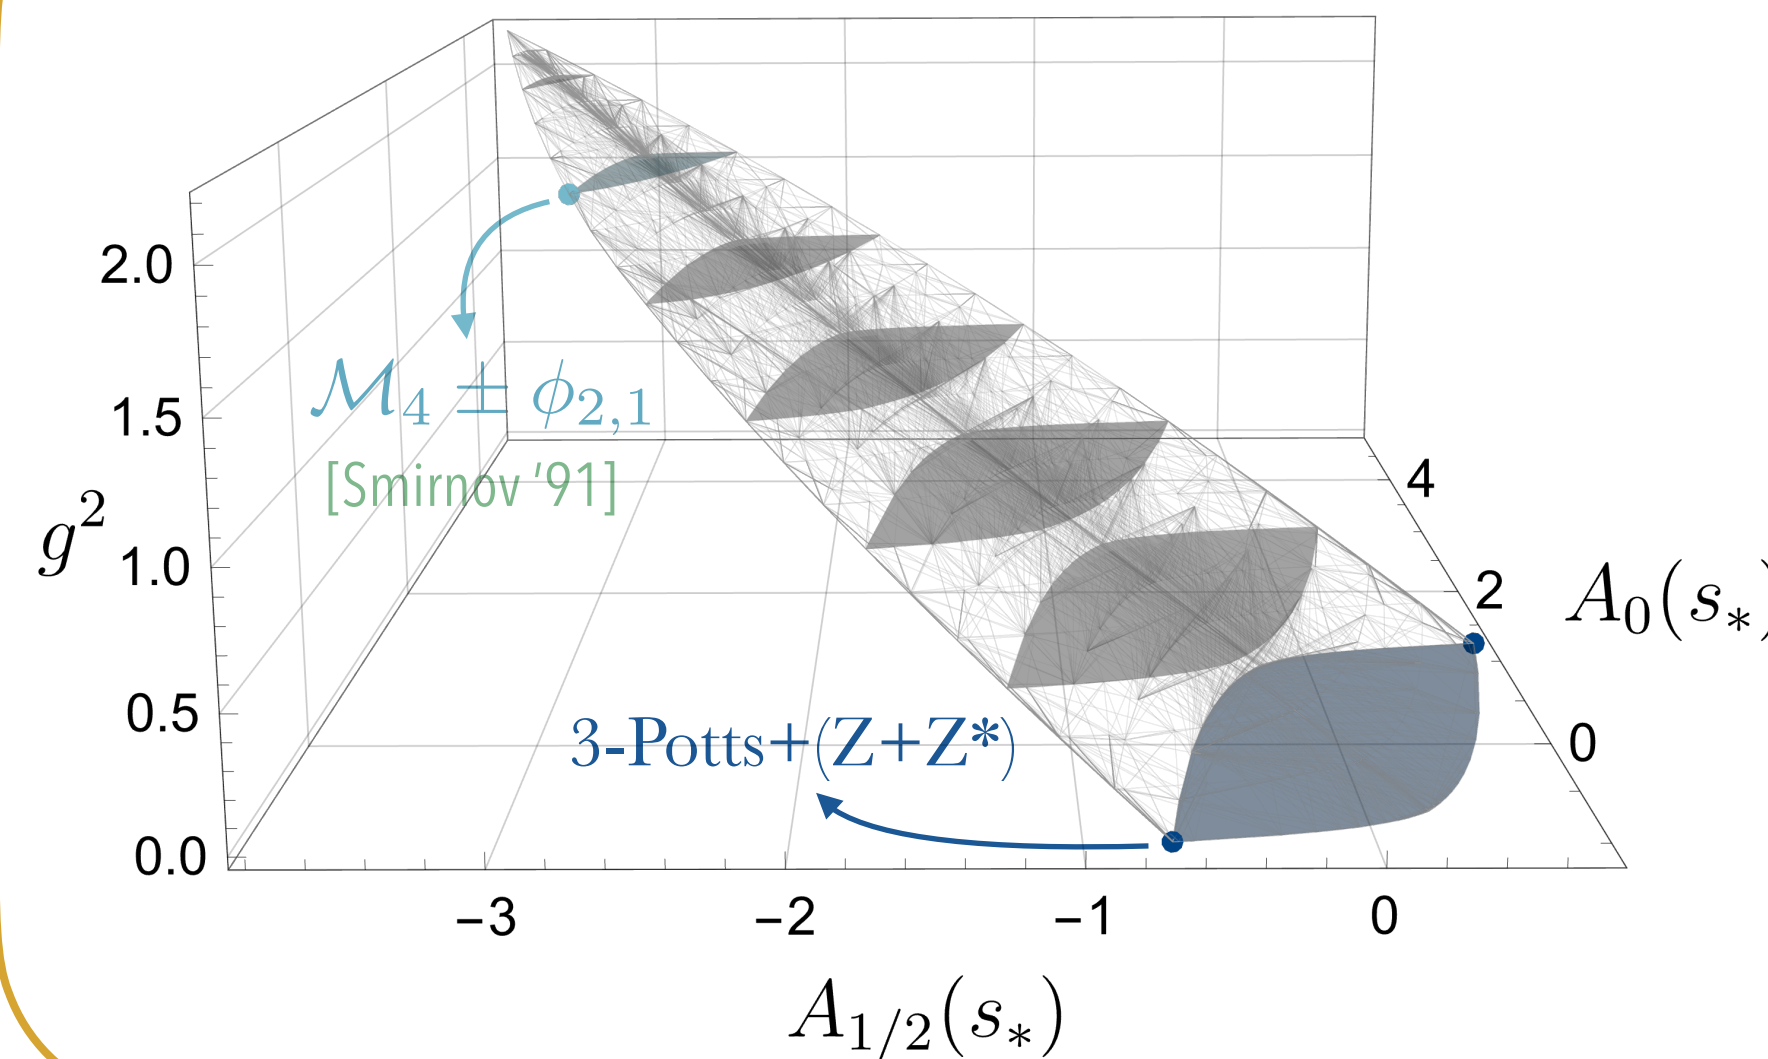 2.0
1.5
1.0
0.5
0.0
g²
ℳ₄ ± ϕ₂,₁
[Smirnov '91]
3-Potts+(Z+Z*)
4
2
0
A₀(s∗)
−3
−2
−1
0
A₁/₂(s∗)